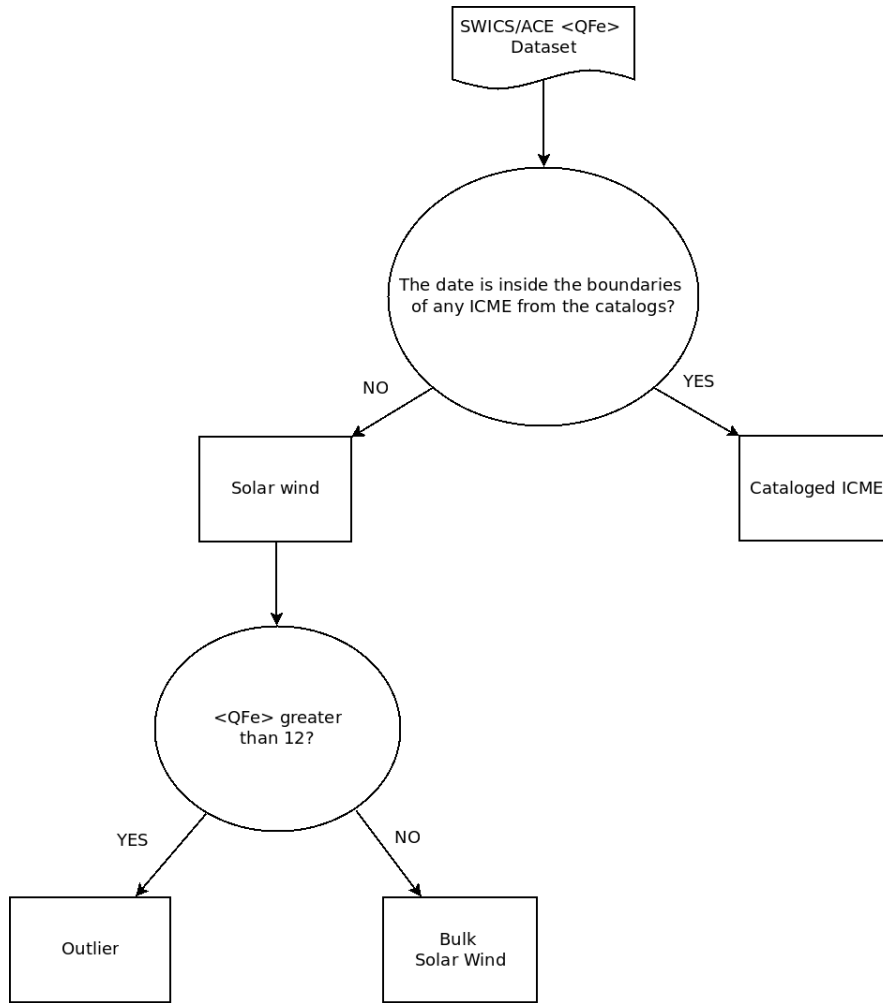 SWICS/ACE <QFe>
Dataset
The date is inside the boundaries
of any ICME from the catalogs?
NO
YES
Solar wind
Cataloged ICME
<QFe> greater
than 12?
YES
NO
Outlier
Bulk
Solar Wind